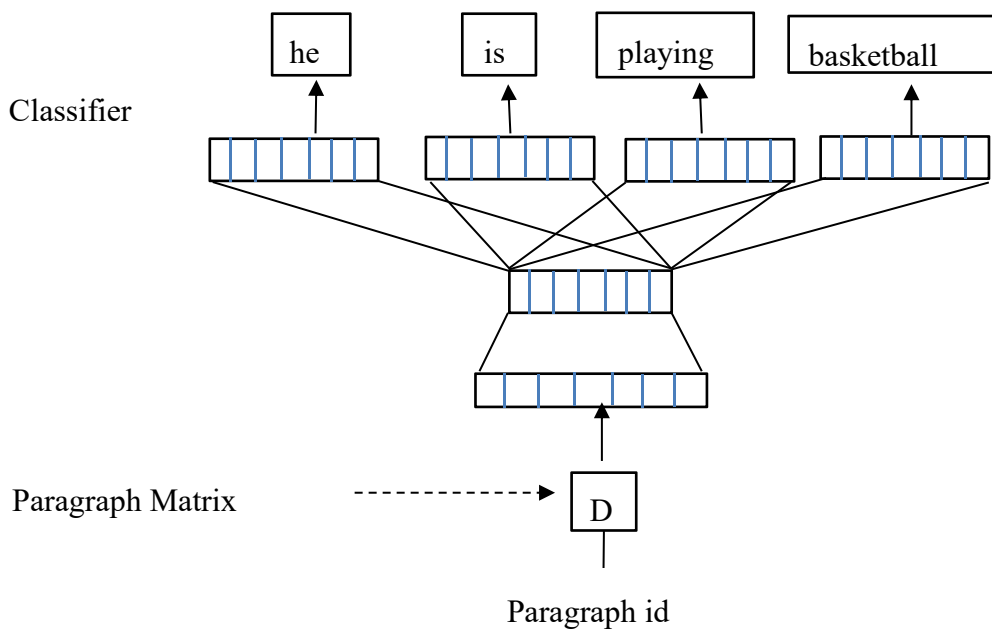 he
is
playing
basketball
Classifier
Paragraph Matrix
D
Paragraph id